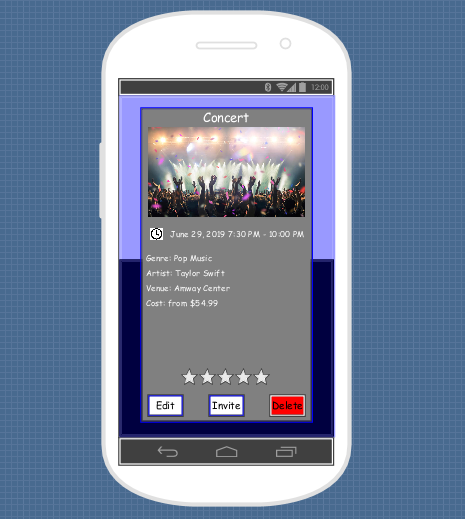 12:00
Concert
June 29, 2019 7:30 PM - 10:00 PM
Genre: Pop Music
Artist: Taylor Swift
Venue: Amway Center
Cost: from $54.99
Edit
Invite
Delete